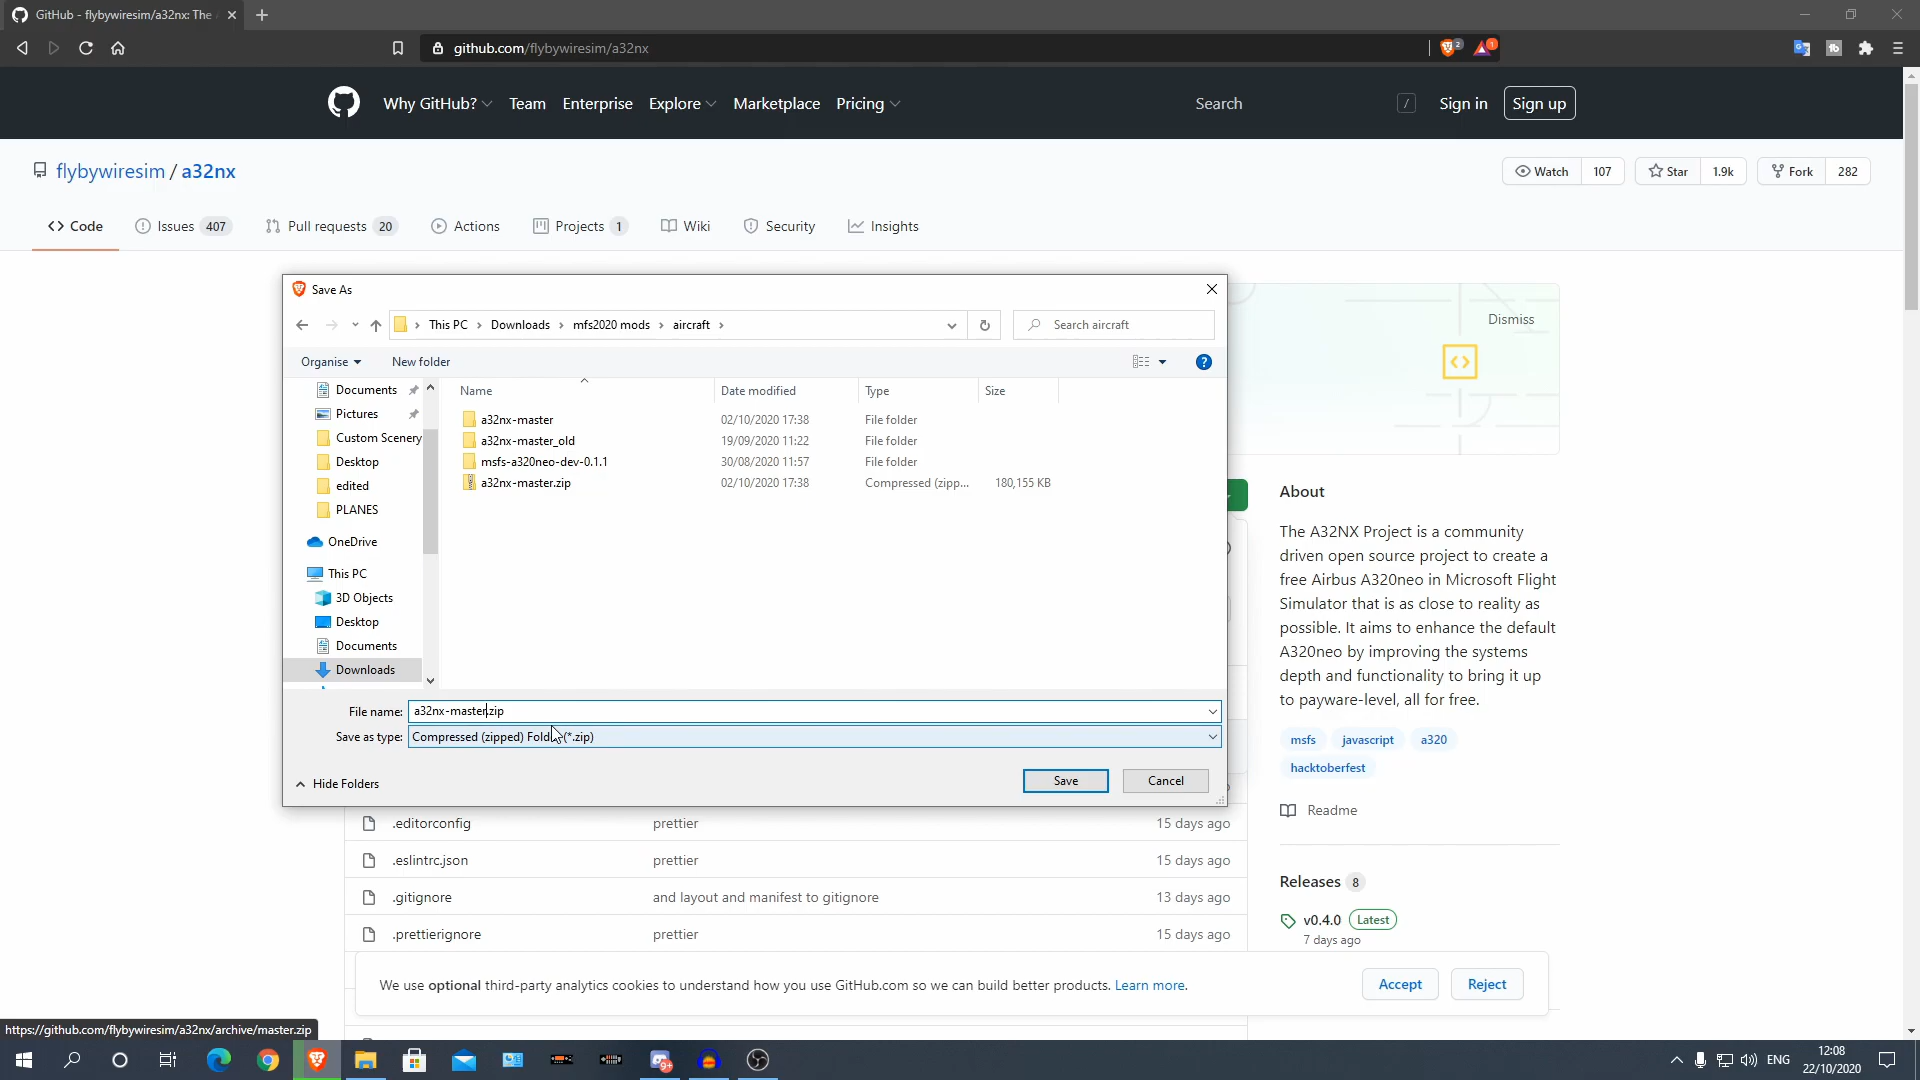 GitHub - flybywiresim/a32nx: The
github.com/flybywiresim/a32nx
2
1
Why GitHub?
Team
Enterprise
Explore
Marketplace
Pricing
Search
/
Sign in
Sign up
flybywiresim / a32nx
Watch 107
Star 1.9k
Fork 282
Code
Issues 407
Pull requests 20
Actions
Projects 1
Wiki
Security
Insights
Save As
This PC > Downloads > mfs2020 mods > aircraft >
Search aircraft
Organise
New folder
Name
Date modified
Type
Size
a32nx-master 02/10/2020 17:38 File folder
a32nx-master_old 19/09/2020 11:22 File folder
msfs-a320neo-dev-0.1.1 30/08/2020 11:57 File folder
a32nx-master.zip 02/10/2020 17:38 Compressed (zipp... 180,155 KB
Documents
Pictures
Custom Scenery
Desktop
edited
PLANES
OneDrive
This PC
3D Objects
Desktop
Documents
Downloads
File name: a32nx-master.zip
Save as type: Compressed (zipped) Folder (*.zip)
Hide Folders
Save
Cancel
Dismiss
About
The A32NX Project is a community
driven open source project to create a
free Airbus A320neo in Microsoft Flight
Simulator that is as close to reality as
possible. It aims to enhance the default
A320neo by improving the systems
depth and functionality to bring it up
to payware-level, all for free.
msfs javascript a320
hacktoberfest
Readme
Releases 8
v0.4.0 Latest
7 days ago
.editorconfig prettier 15 days ago
.eslintrc.json prettier 15 days ago
.gitignore and layout and manifest to gitignore 13 days ago
.prettierignore prettier 15 days ago
We use optional third-party analytics cookies to understand how you use GitHub.com so we can build better products. Learn more.
Accept
Reject
https://github.com/flybywiresim/a32nx/archive/master.zip
9+
ENG
12:08
22/10/2020